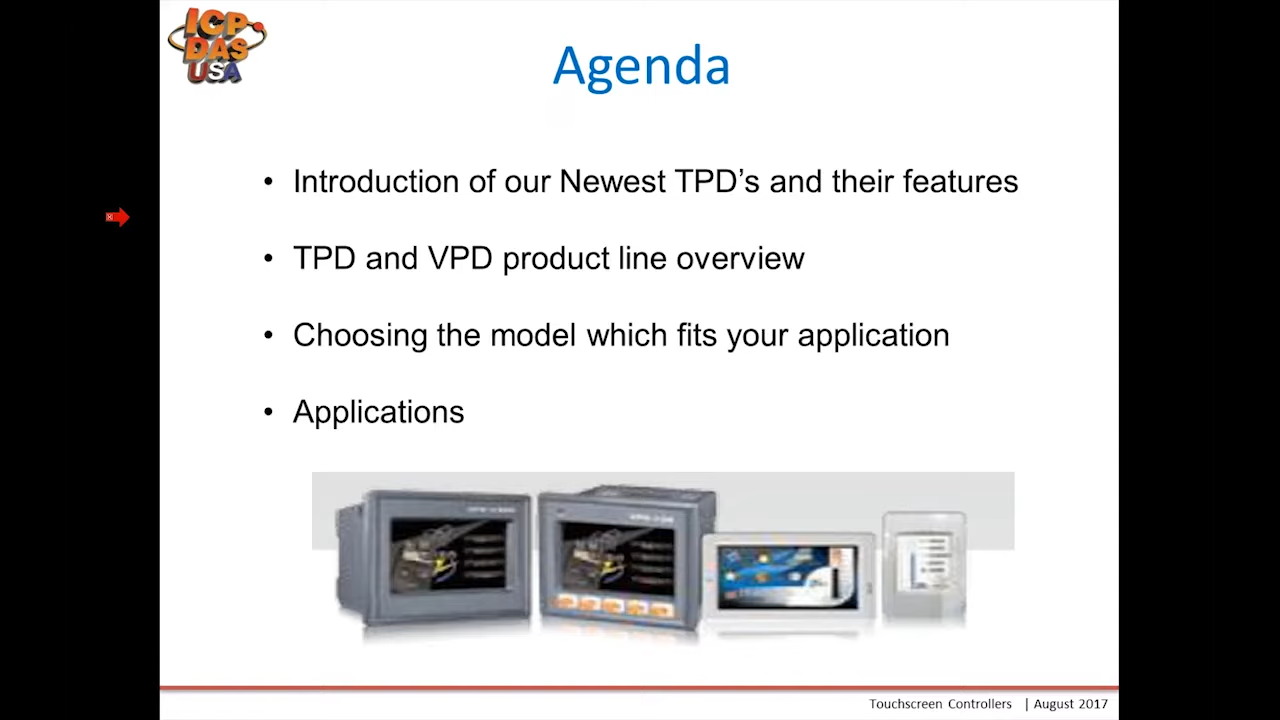 ICP
DAS
USA
Agenda
• Introduction of our Newest TPD’s and their features
• TPD and VPD product line overview
• Choosing the model which fits your application
• Applications
Touchscreen Controllers | August 2017